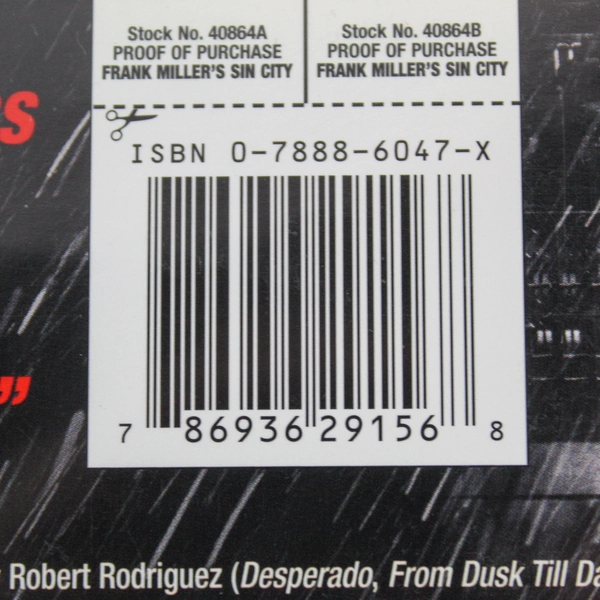 Stock No. 40864A
PROOF OF PURCHASE
FRANK MILLER'S SIN CITY
Stock No. 40864B
PROOF OF PURCHASE
FRANK MILLER'S SIN CITY
ISBN 0-7888-6047-X
7 86936 29156 8
”
Robert Rodriguez (Desperado, From Dusk Till